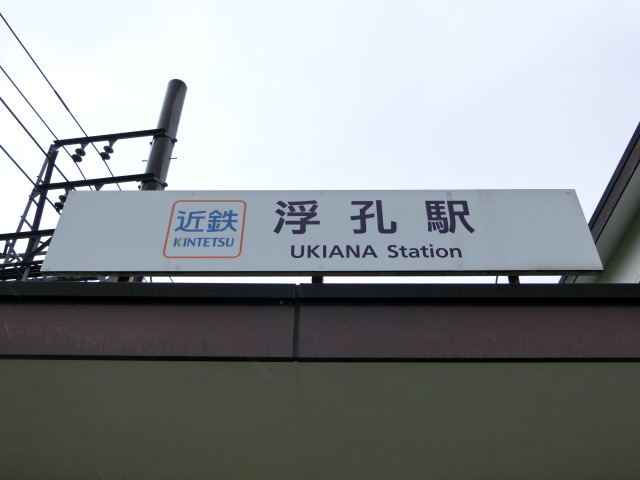 近鉄
KINTETSU
浮孔駅
UKIANA Station